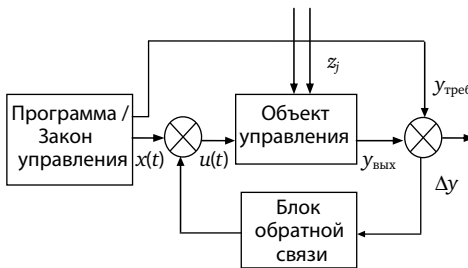 z_j
y_треб
Программа /
Закон
управления
x(t)
u(t)
Объект
управления
y_вых
Δy
Блок
обратной
связи